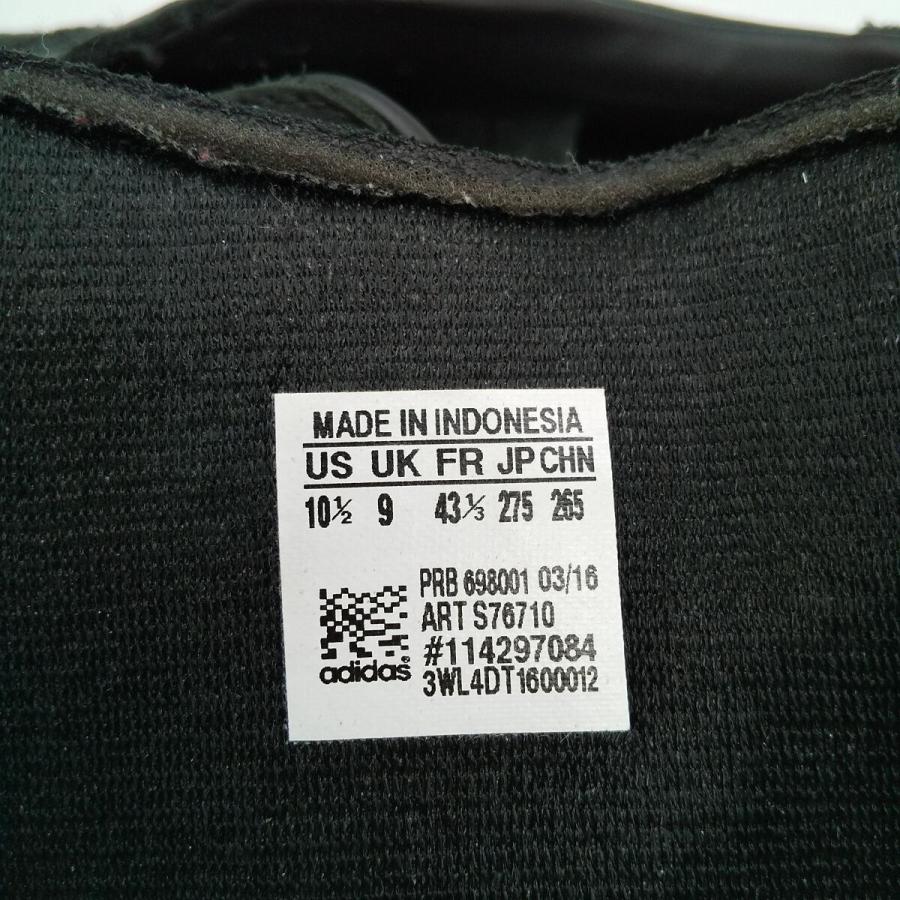 MADE IN INDONESIA
US UK FR JP CHN
10½ 9 43⅓ 275 265
PRB 698001 03/16
ART S76710
#114297084
adidas® 3WL4DT1600012